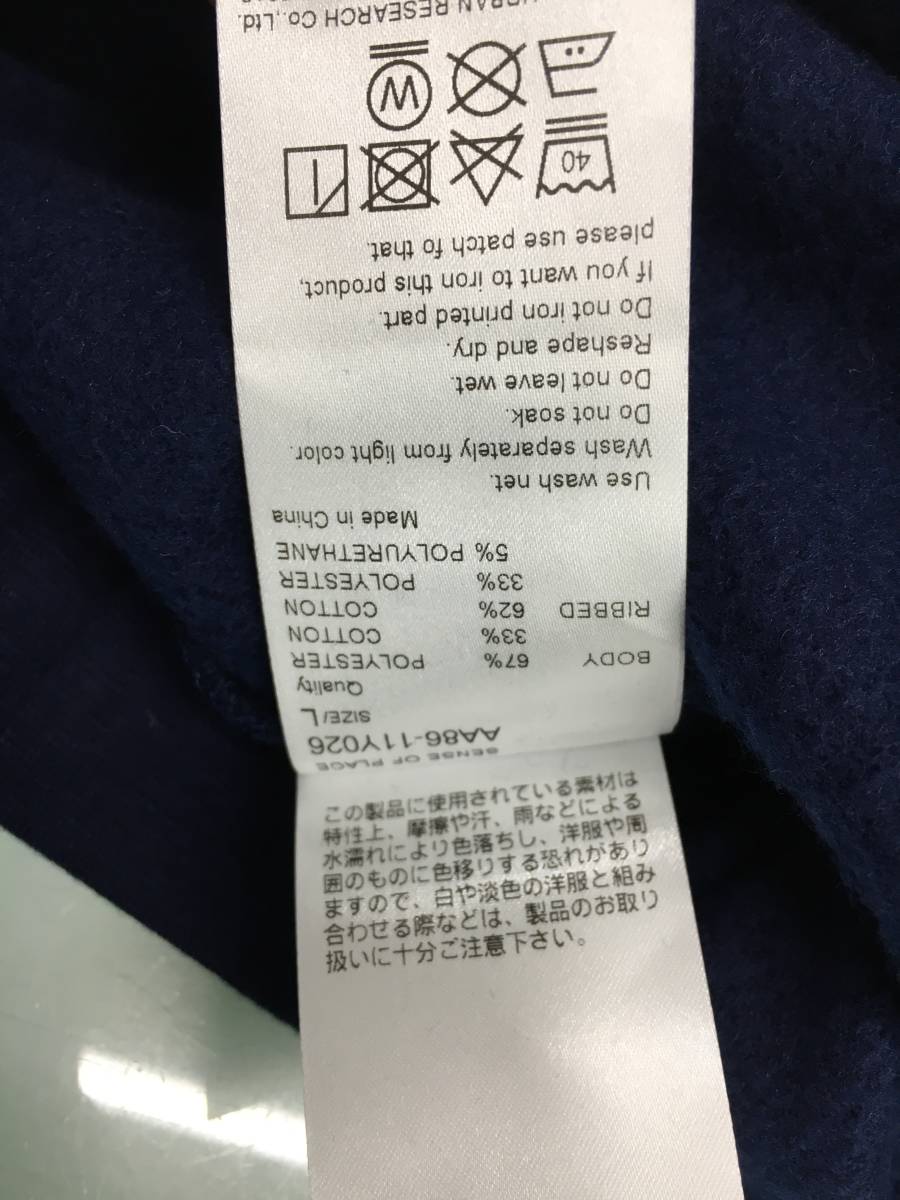 SENSE OF PLACE
AA86-11Y026
SIZE/L
Quality
BODY 67% POLYESTER
33% COTTON
RIBBED 62% COTTON
33% POLYESTER
5% POLYURETHANE
Made in China
Use wash net.
Wash separately from light color.
Do not soak.
Do not leave wet.
Reshape and dry.
Do not iron printed part.
If you want to iron this product,
please use patch fo that.
40
W
URBAN RESEARCH Co., Ltd.
この製品に使用されている素材は
特性上、摩擦や汗、雨などによる
水濡れにより色落ちし、洋服や周
囲のものに色移りする恐れがあり
ますので、白や淡色の洋服と組み
合わせる際などは、製品のお取り
扱いに十分ご注意下さい。